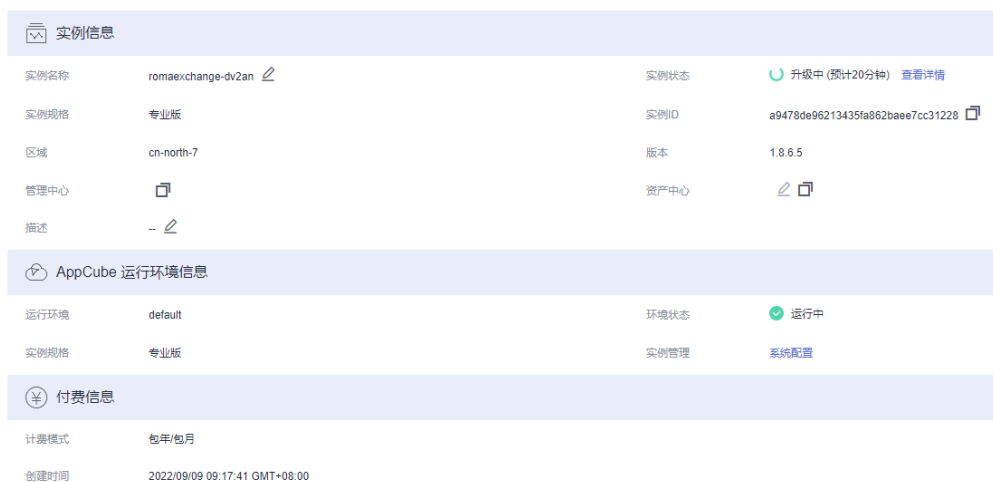 实例信息
实例名称 romaexchange-dv2an 实例状态 升级中 (预计20分钟) 查看详情
实例规格 专业版 实例ID a9478de96213435fa862baee7cc31228
区域 cn-north-7 版本 1.8.6.5
管理中心 资产中心
描述 --
AppCube 运行环境信息
运行环境 default 环境状态 运行中
实例规格 专业版 实例管理 系统配置
付费信息
计费模式 包年/包月
创建时间 2022/09/09 09:17:41 GMT+08:00